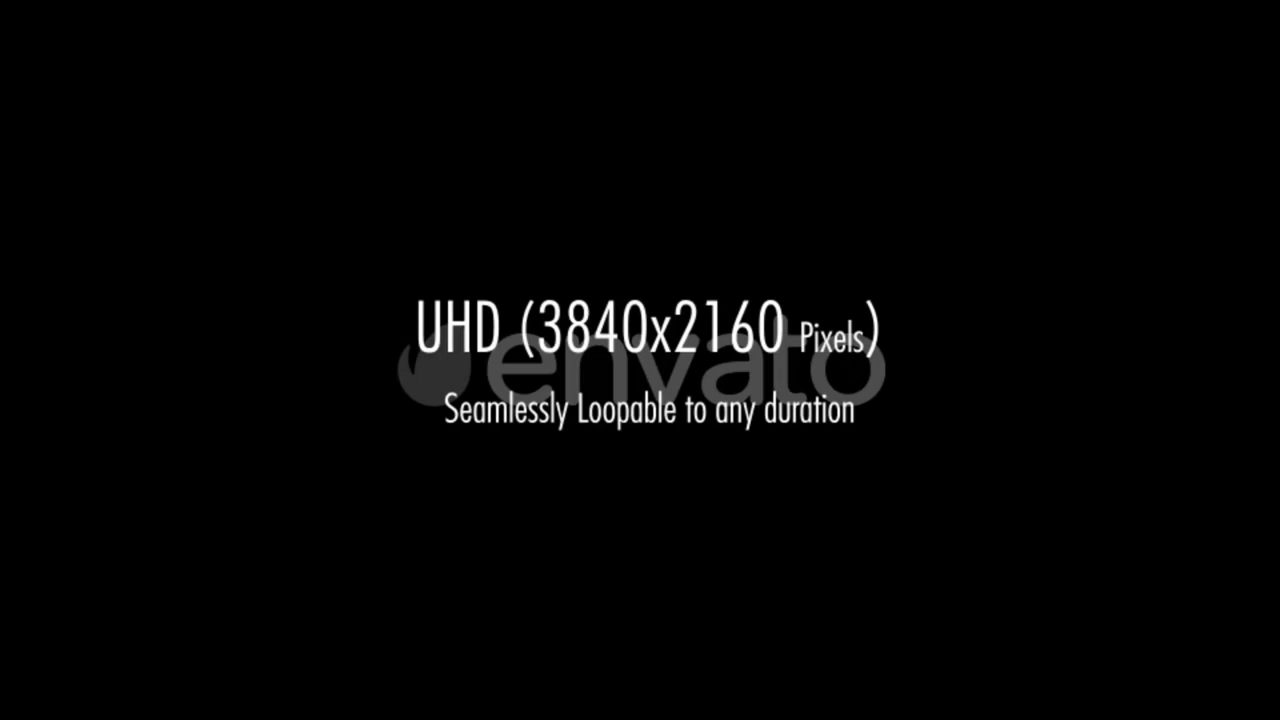 UHD (3840x2160 Pixels)
envato
Seamlessly Loopable to any duration